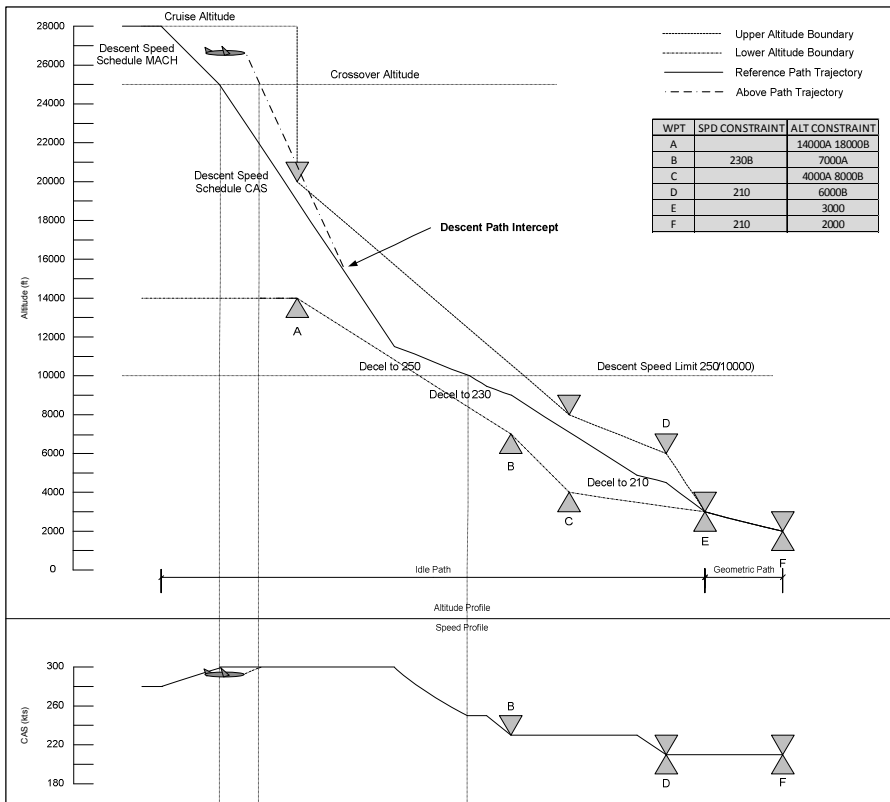 Cruise Altitude
28000
26000
24000
22000
20000
18000
16000
14000
12000
10000
8000
6000
4000
2000
0
Altitude (ft)
Descent Speed
Schedule MACH
Crossover Altitude
Descent Speed
Schedule CAS
Descent Path Intercept
Upper Altitude Boundary
Lower Altitude Boundary
Reference Path Trajectory
Above Path Trajectory
WPT SPD CONSTRAINT ALT CONSTRAINT
A 14000A 18000B
B 230B 7000A
C 4000A 8000B
D 210 6000B
E 3000
F 210 2000
A
Decel to 250
Descent Speed Limit 250/10000)
Decel to 230
B
D
Decel to 210
C
E
F
Idle Path
Geometric Path
Altitude Profile
Speed Profile
300
260
220
180
CAS (kts)
B
D
F